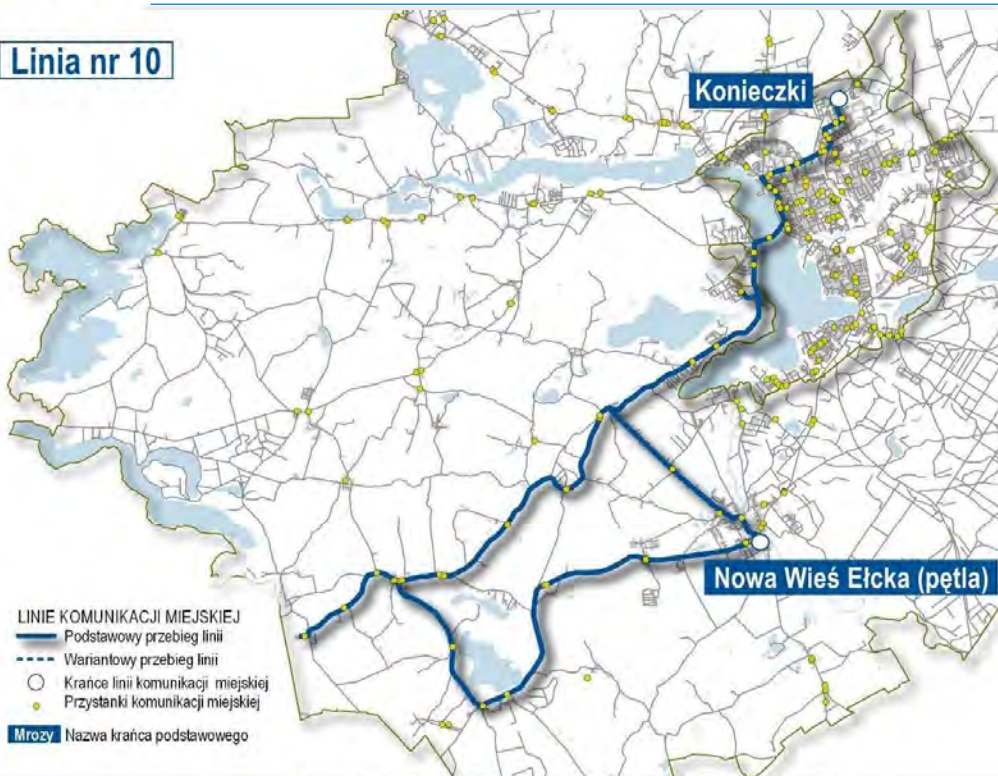 Linia nr 10
Konieczki
Nowa Wieś Ełcka (pętla)
LINIE KOMUNIKACJI MIEJSKIEJ
Podstawowy przebieg linii
Wariantowy przebieg linii
Krańce linii komunikacji miejskiej
Przystanki komunikacji miejskiej
Mrozy Nazwa krańca podstawowego